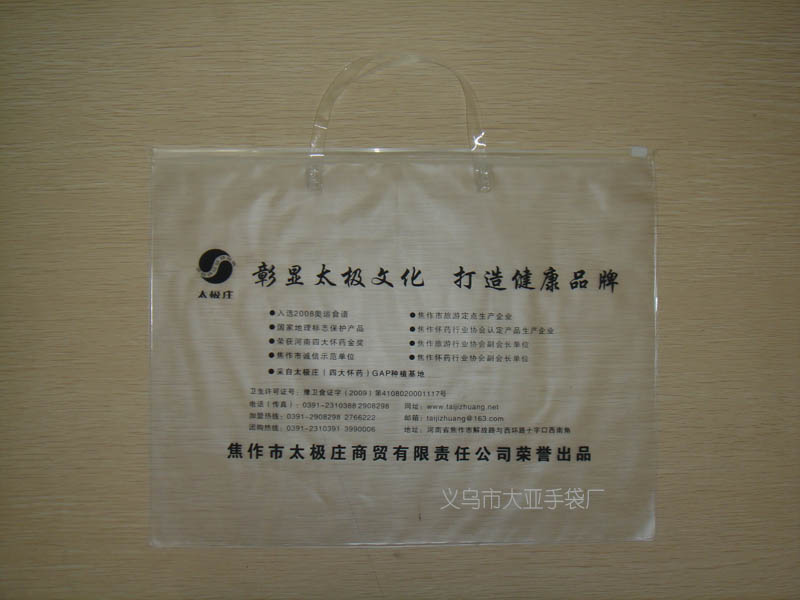 彰显太极文化 打造健康品牌
太极庄
●入选2008奥运食谱
●国家地理标志保护产品
●荣获河南四大怀药金奖
●焦作市诚信示范单位
●采自太极庄(四大怀药)GAP种植基地
●焦作市旅游定点生产企业
●焦作怀药行业协会认定产品生产企业
●焦作旅游行业协会副会长单位
●焦作怀药行业协会副会长单位
卫生许可证号:豫卫食证字(2009)第4108020001117号
电话(传真):0391-2310388 2908298 网址:www.taijizhuang.net
加盟热线:0391-2908298 2766222 邮箱:taijizhuang@163.com
团购热线:0391-2310391 3990006 地址:河南省焦作市解放路与西环路十字口西南角
焦作市太极庄商贸有限责任公司荣誉出品
义乌市大亚手袋厂